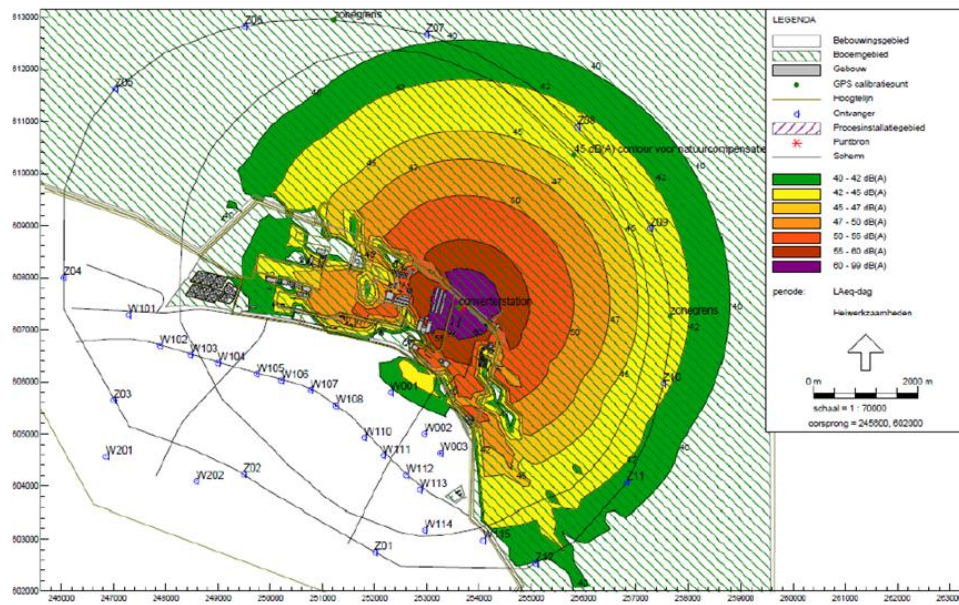 613000
612000
611000
610000
609000
608000
607000
606000
605000
604000
603000
602000
246000 247000 248000 249000 250000 251000 252000 253000 254000 255000 256000 257000 258000 259000 260000 261000 262000 263000
Z06
zonegrens
Z07
Z05
Z08
45 dB(A) contour voor natuurcompensatie
Z09
Z04
converterstation
zonegrens
W101
W102
W103
W104
W105
W106
W107
W108
W001
Z10
Z03
W110
W002
W111
W003
W201
W112
W202
Z02
W113
Z11
W114
W115
Z01
Z12
LEGENDA
Bebouwingsgebied
Bodemgebied
Gebouw
GPS calibratiepunt
Hoogtelijn
Ontvanger
Procesinstallatiegebied
Puntbron
Scherm
40 - 42 dB(A)
42 - 45 dB(A)
45 - 47 dB(A)
47 - 50 dB(A)
50 - 55 dB(A)
55 - 60 dB(A)
60 - 99 dB(A)
periode: LAeq-dag
Heiwerkzaamheden
0 m 2000 m
schaal = 1 : 70000
oorsprong = 245600, 602000